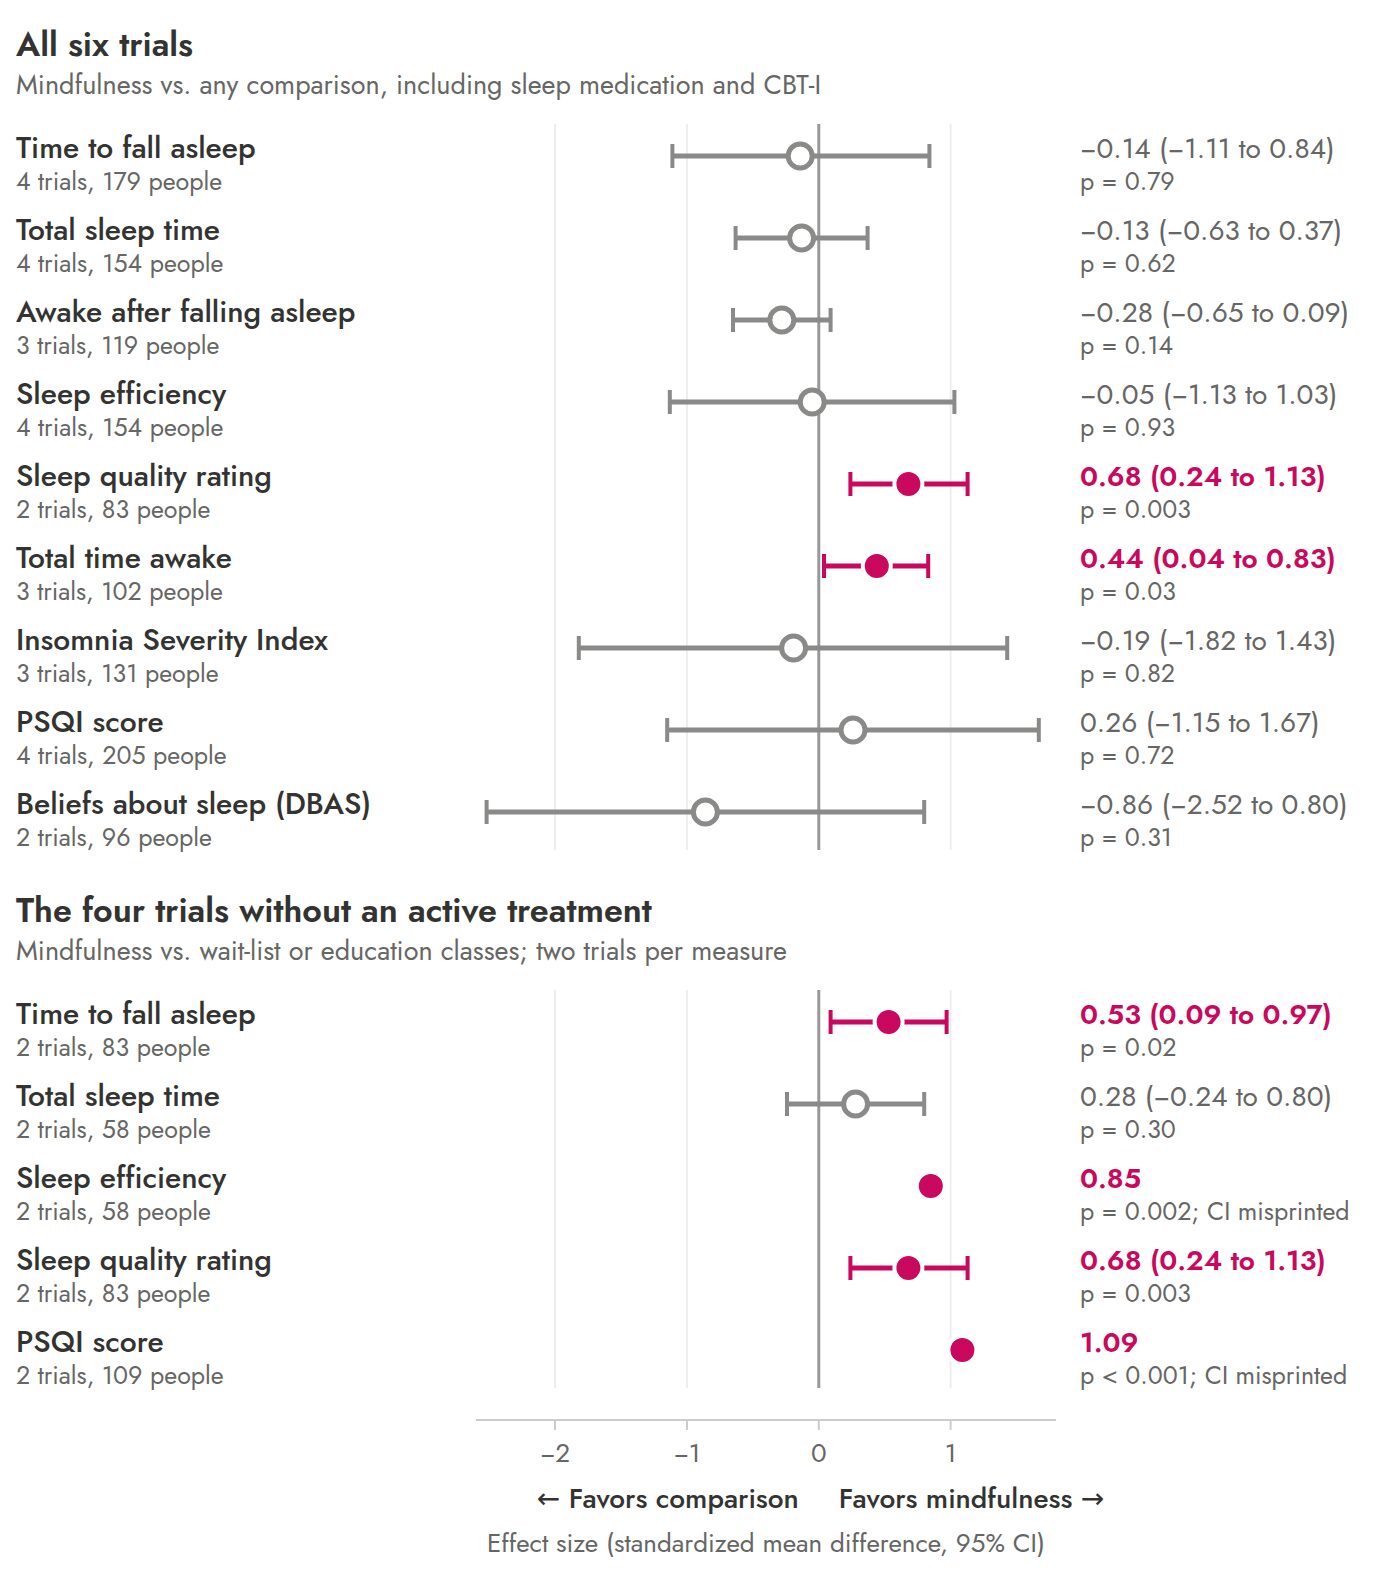 All six trials
Mindfulness vs. any comparison, including sleep medication and CBT-I
Time to fall asleep
4 trials, 179 people
−0.14 (−1.11 to 0.84)
p = 0.79
Total sleep time
4 trials, 154 people
−0.13 (−0.63 to 0.37)
p = 0.62
Awake after falling asleep
3 trials, 119 people
−0.28 (−0.65 to 0.09)
p = 0.14
Sleep efficiency
4 trials, 154 people
−0.05 (−1.13 to 1.03)
p = 0.93
Sleep quality rating
2 trials, 83 people
0.68 (0.24 to 1.13)
p = 0.003
Total time awake
3 trials, 102 people
0.44 (0.04 to 0.83)
p = 0.03
Insomnia Severity Index
3 trials, 131 people
−0.19 (−1.82 to 1.43)
p = 0.82
PSQI score
4 trials, 205 people
0.26 (−1.15 to 1.67)
p = 0.72
Beliefs about sleep (DBAS)
2 trials, 96 people
−0.86 (−2.52 to 0.80)
p = 0.31
The four trials without an active treatment
Mindfulness vs. wait-list or education classes; two trials per measure
Time to fall asleep
2 trials, 83 people
0.53 (0.09 to 0.97)
p = 0.02
Total sleep time
2 trials, 58 people
0.28 (−0.24 to 0.80)
p = 0.30
Sleep efficiency
2 trials, 58 people
0.85
p = 0.002; CI misprinted
Sleep quality rating
2 trials, 83 people
0.68 (0.24 to 1.13)
p = 0.003
PSQI score
2 trials, 109 people
1.09
p < 0.001; CI misprinted
−2 −1 0 1
← Favors comparison Favors mindfulness →
Effect size (standardized mean difference, 95% CI)